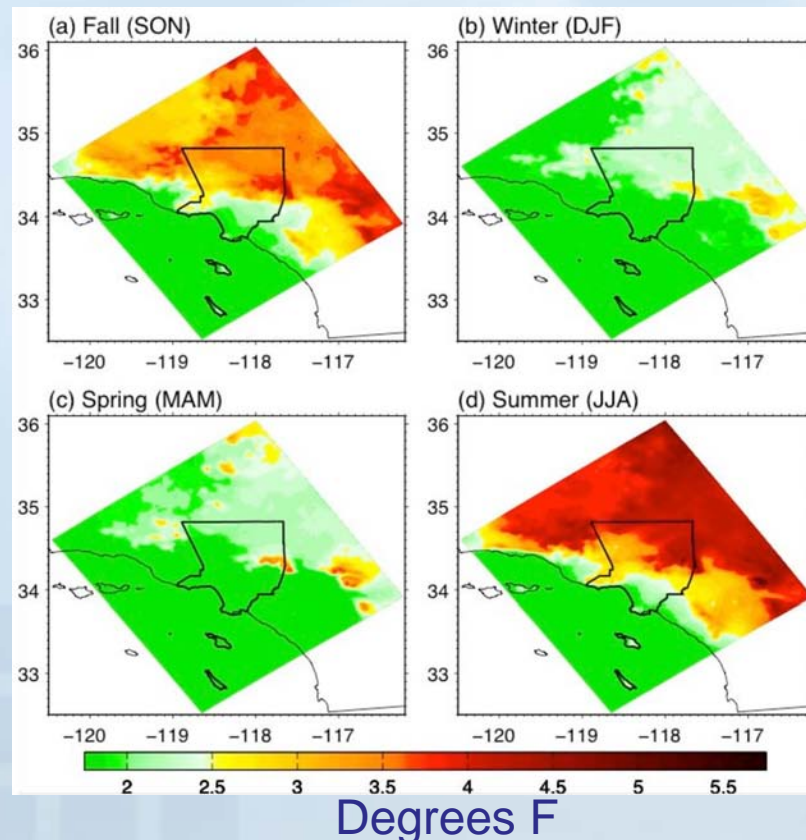 (a) Fall (SON)
36
35
34
33
−120 −119 −118 −117
(b) Winter (DJF)
36
35
34
33
−120 −119 −118 −117
(c) Spring (MAM)
36
35
34
33
−120 −119 −118 −117
(d) Summer (JJA)
36
35
34
33
−120 −119 −118 −117
2 2.5 3 3.5 4 4.5 5 5.5
Degrees F